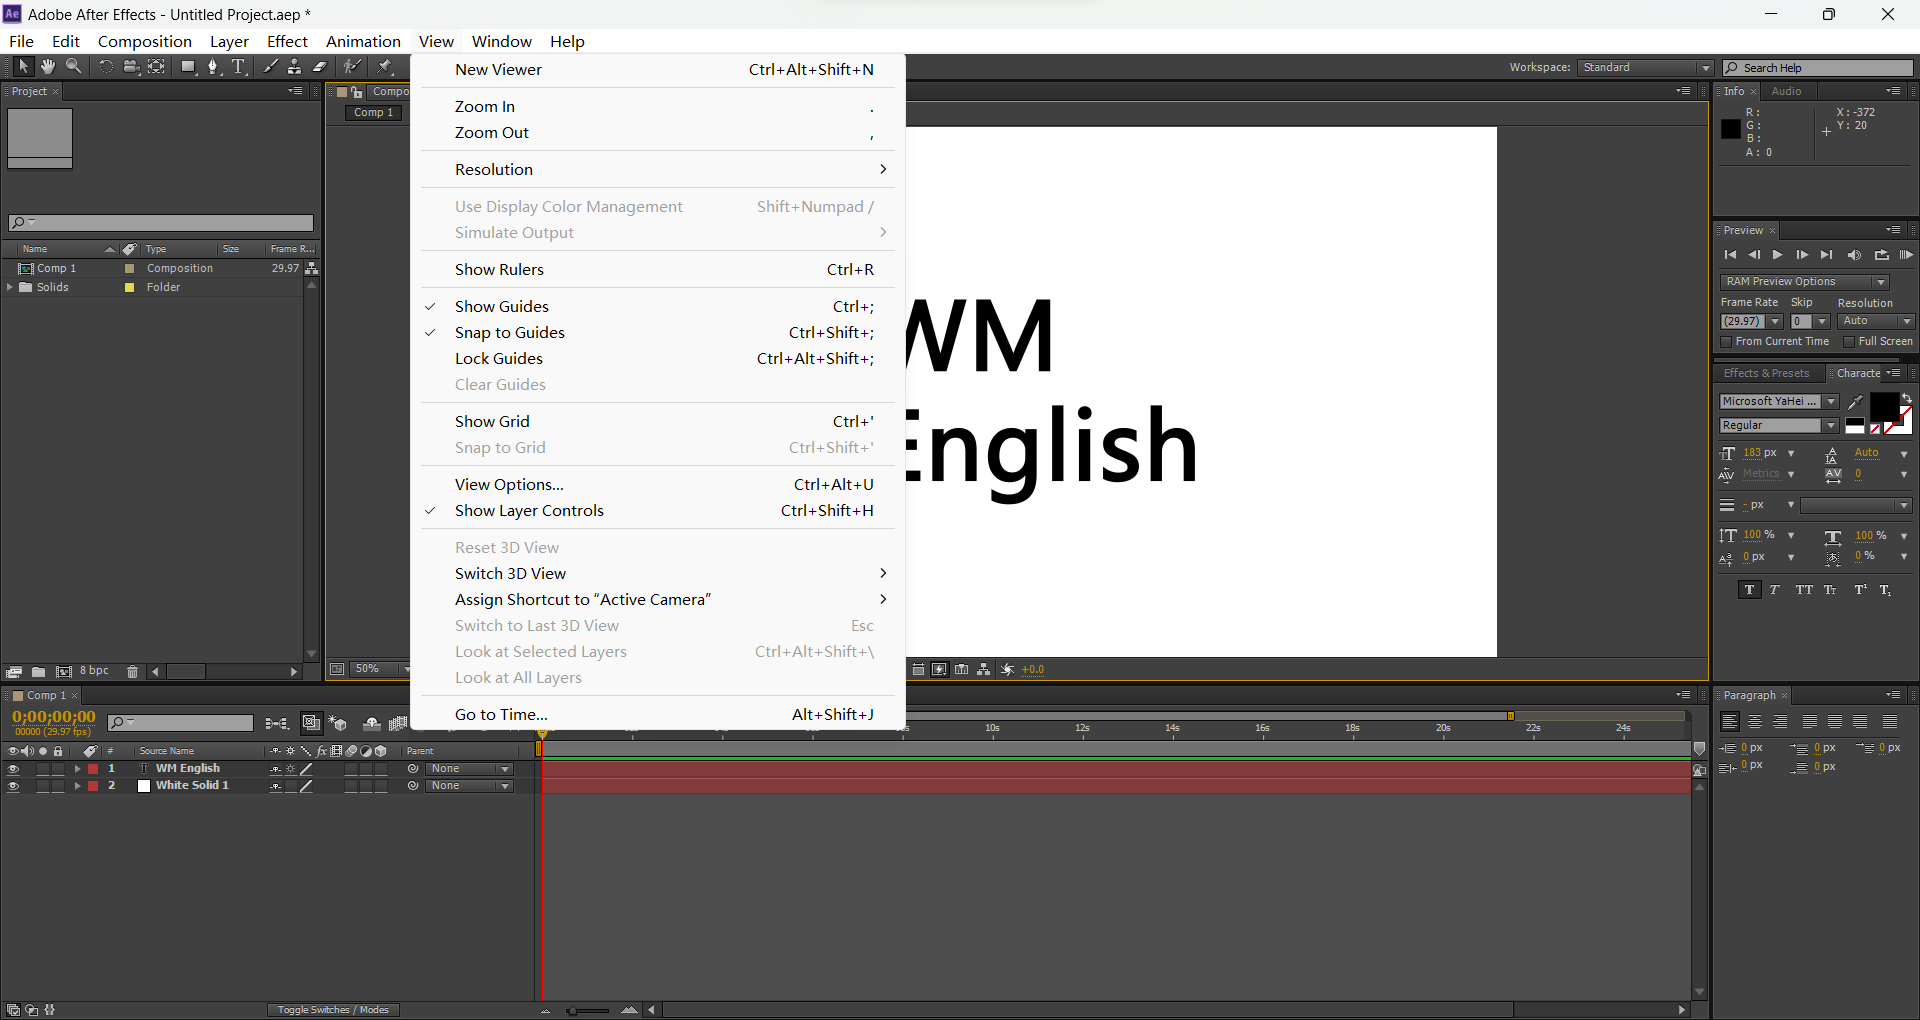 Adobe After Effects - Untitled Project.aep *
File Edit Composition Layer Effect Animation View Window Help
Workspace: Standard Search Help
Project
Compo
Comp 1
Name Type Size Frame R...
Comp 1 Composition 29.97
Solids Folder
8 bpc
New Viewer Ctrl+Alt+Shift+N
Zoom In .
Zoom Out ,
Resolution
Use Display Color Management Shift+Numpad /
Simulate Output
Show Rulers Ctrl+R
Show Guides Ctrl+;
Snap to Guides Ctrl+Shift+;
Lock Guides Ctrl+Alt+Shift+;
Clear Guides
Show Grid Ctrl+'
Snap to Grid Ctrl+Shift+'
View Options... Ctrl+Alt+U
Show Layer Controls Ctrl+Shift+H
Reset 3D View
Switch 3D View
Assign Shortcut to “Active Camera”
Switch to Last 3D View Esc
Look at Selected Layers Ctrl+Alt+Shift+\
Look at All Layers
Go to Time... Alt+Shift+J
WM
English
50%
+0.0
Info Audio
R:
G:
B:
A: 0
X: -372
Y: 20
Preview
RAM Preview Options
Frame Rate Skip Resolution
(29.97) 0 Auto
From Current Time Full Screen
Effects & Presets Characte
Microsoft YaHei ...
Regular
183 px Auto
Metrics 0
- px
100 % 100 %
0 px 0 %
Comp 1
0;00;00;00
00000 (29.97 fps)
10s 12s 14s 16s 18s 20s 22s 24s
# Source Name Parent
1 WM English None
2 White Solid 1 None
Toggle Switches / Modes
Paragraph
0 px 0 px 0 px
0 px 0 px